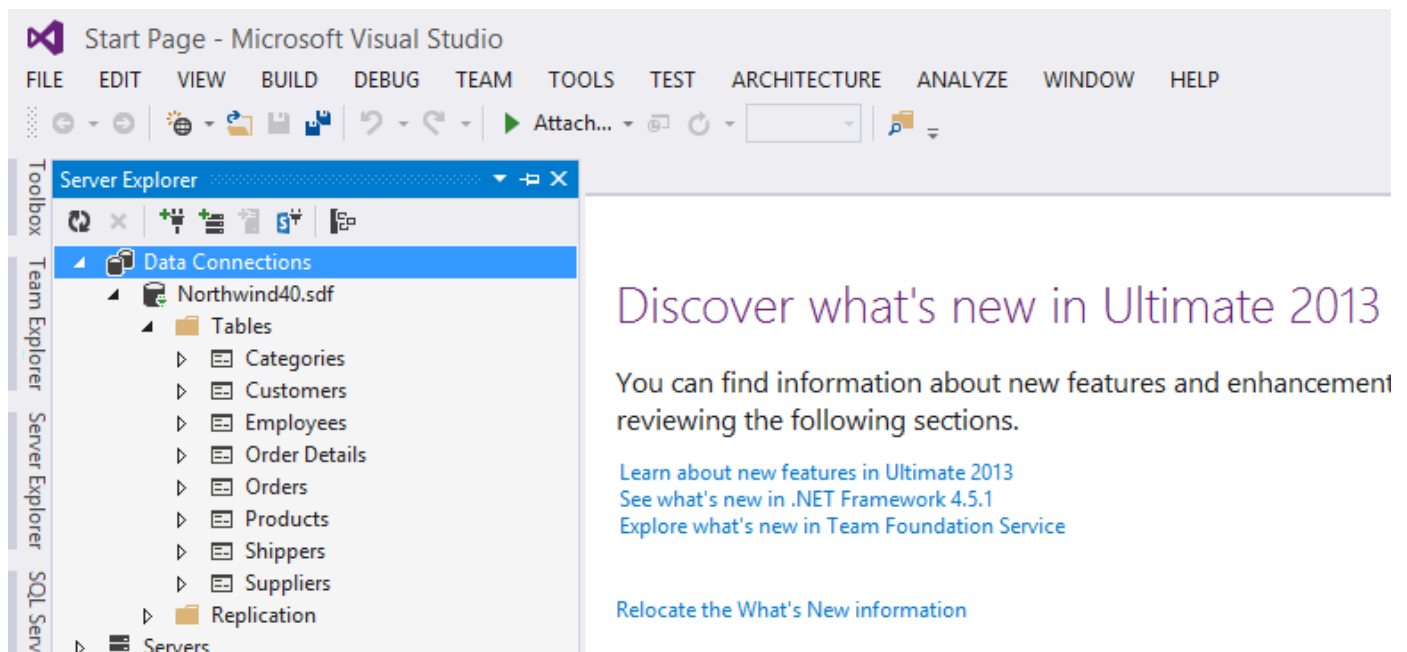 Start Page - Microsoft Visual Studio
FILE EDIT VIEW BUILD DEBUG TEAM TOOLS TEST ARCHITECTURE ANALYZE WINDOW HELP
Attach...
Toolbox
Team Explorer
Server Explorer
SQL Serv
Server Explorer
Data Connections
Northwind40.sdf
Tables
Categories
Customers
Employees
Order Details
Orders
Products
Shippers
Suppliers
Replication
Servers
Discover what's new in Ultimate 2013
You can find information about new features and enhancement
reviewing the following sections.
Learn about new features in Ultimate 2013
See what's new in .NET Framework 4.5.1
Explore what's new in Team Foundation Service
Relocate the What's New information